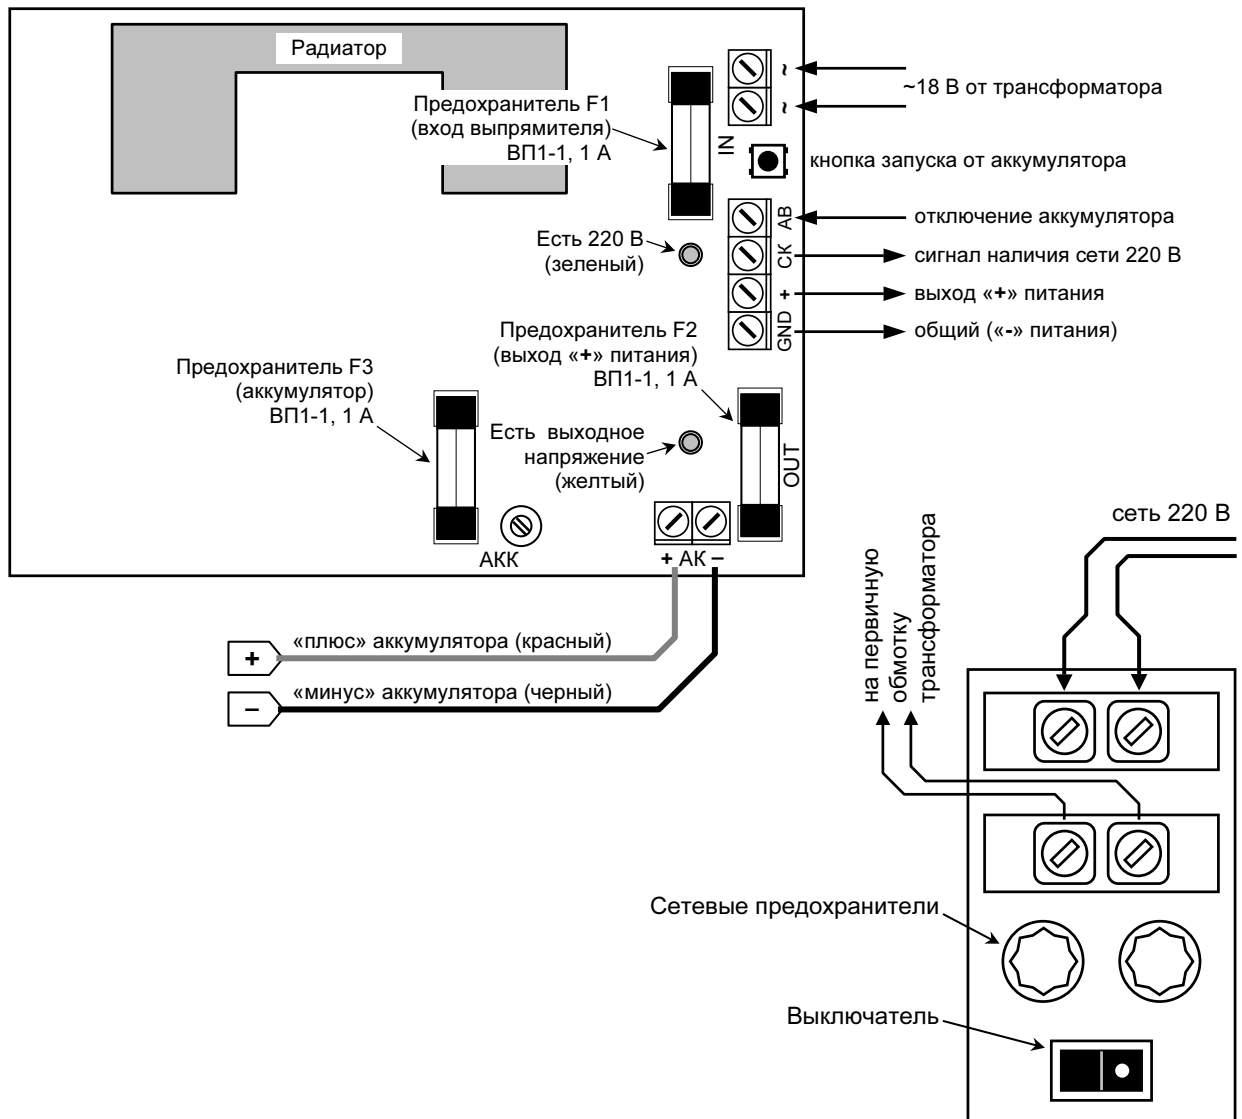 Радиатор
Предохранитель F1
(вход выпрямителя)
ВП1-1, 1 А
IN
~
~
~18 В от трансформатора
кнопка запуска от аккумулятора
АВ
отключение аккумулятора
СК
сигнал наличия сети 220 В
+
выход «+» питания
GND
общий («-» питания)
Есть 220 В
(зеленый)
Предохранитель F2
(выход «+» питания)
ВП1-1, 1 А
Предохранитель F3
(аккумулятор)
ВП1-1, 1 А
Есть выходное
напряжение
(желтый)
OUT
АКК
+ АК –
«плюс» аккумулятора (красный)
+
«минус» аккумулятора (черный)
–
на первичную
обмотку
трансформатора
сеть 220 В
Сетевые предохранители
Выключатель